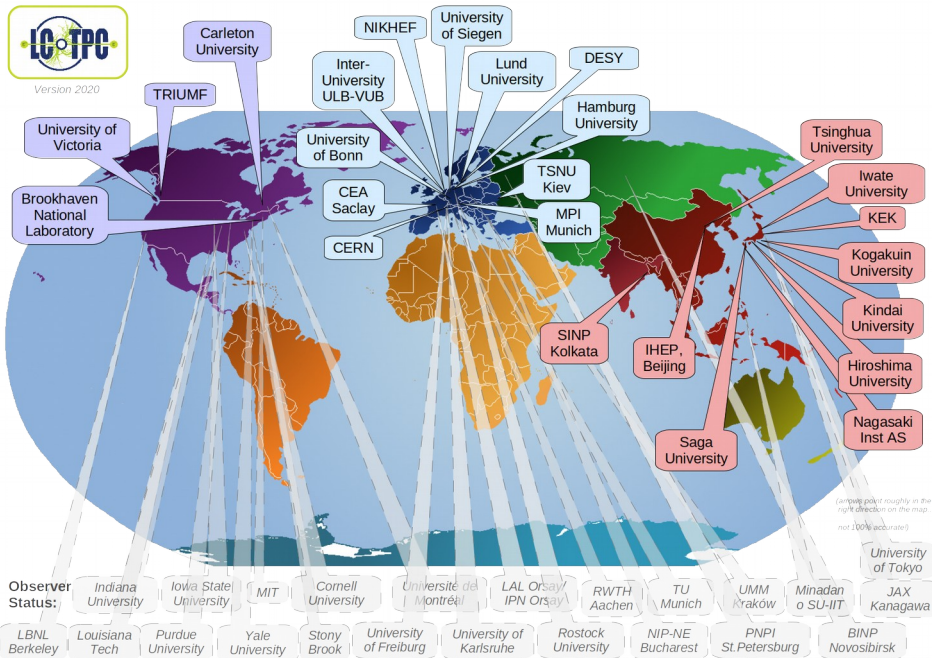 LCTPC
Version 2020
Carleton
University
TRIUMF
University of
Victoria
Brookhaven
National
Laboratory
NIKHEF
University
of Siegen
Inter-
University
ULB-VUB
Lund
University
DESY
Hamburg
University
University
of Bonn
CEA
Saclay
CERN
TSNU
Kiev
MPI
Munich
Tsinghua
University
Iwate
University
KEK
Kogakuin
University
Kindai
University
Hiroshima
University
Nagasaki
Inst AS
SINP
Kolkata
IHEP,
Beijing
Saga
University
(arrows point roughly in the
right direction on the map..
not 100% accurate!)
Observer
Status:
Indiana
University
Iowa State
University
MIT
Cornell
University
Université de
Montréal
LAL Orsay/
IPN Orsay
RWTH
Aachen
TU
Munich
UMM
Kraków
Minadan
o SU-IIT
University
of Tokyo
JAX
Kanagawa
LBNL
Berkeley
Louisiana
Tech
Purdue
University
Yale
University
Stony
Brook
University
of Freiburg
University of
Karlsruhe
Rostock
University
NIP-NE
Bucharest
PNPI
St.Petersburg
BINP
Novosibirsk